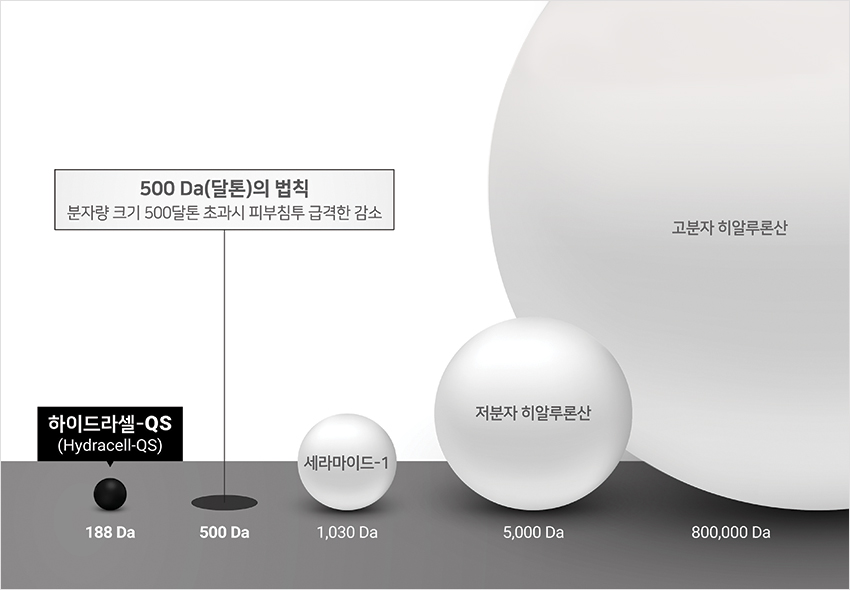 500 Da(달톤)의 법칙
분자량 크기 500달톤 초과시 피부침투 급격한 감소
고분자 히알루론산
저분자 히알루론산
하이드라셀-QS
(Hydracell-QS)
세라마이드-1
188 Da
500 Da
1,030 Da
5,000 Da
800,000 Da